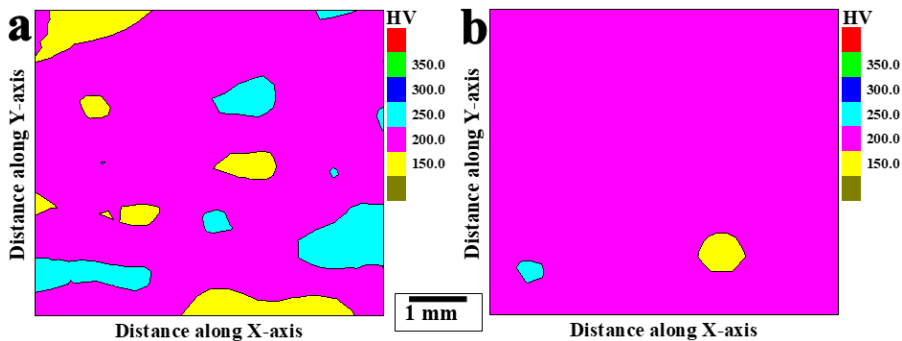 a
HV
350.0
300.0
250.0
200.0
150.0
Distance along Y-axis
Distance along X-axis
1 mm
b
HV
350.0
300.0
250.0
200.0
150.0
Distance along Y-axis
Distance along X-axis